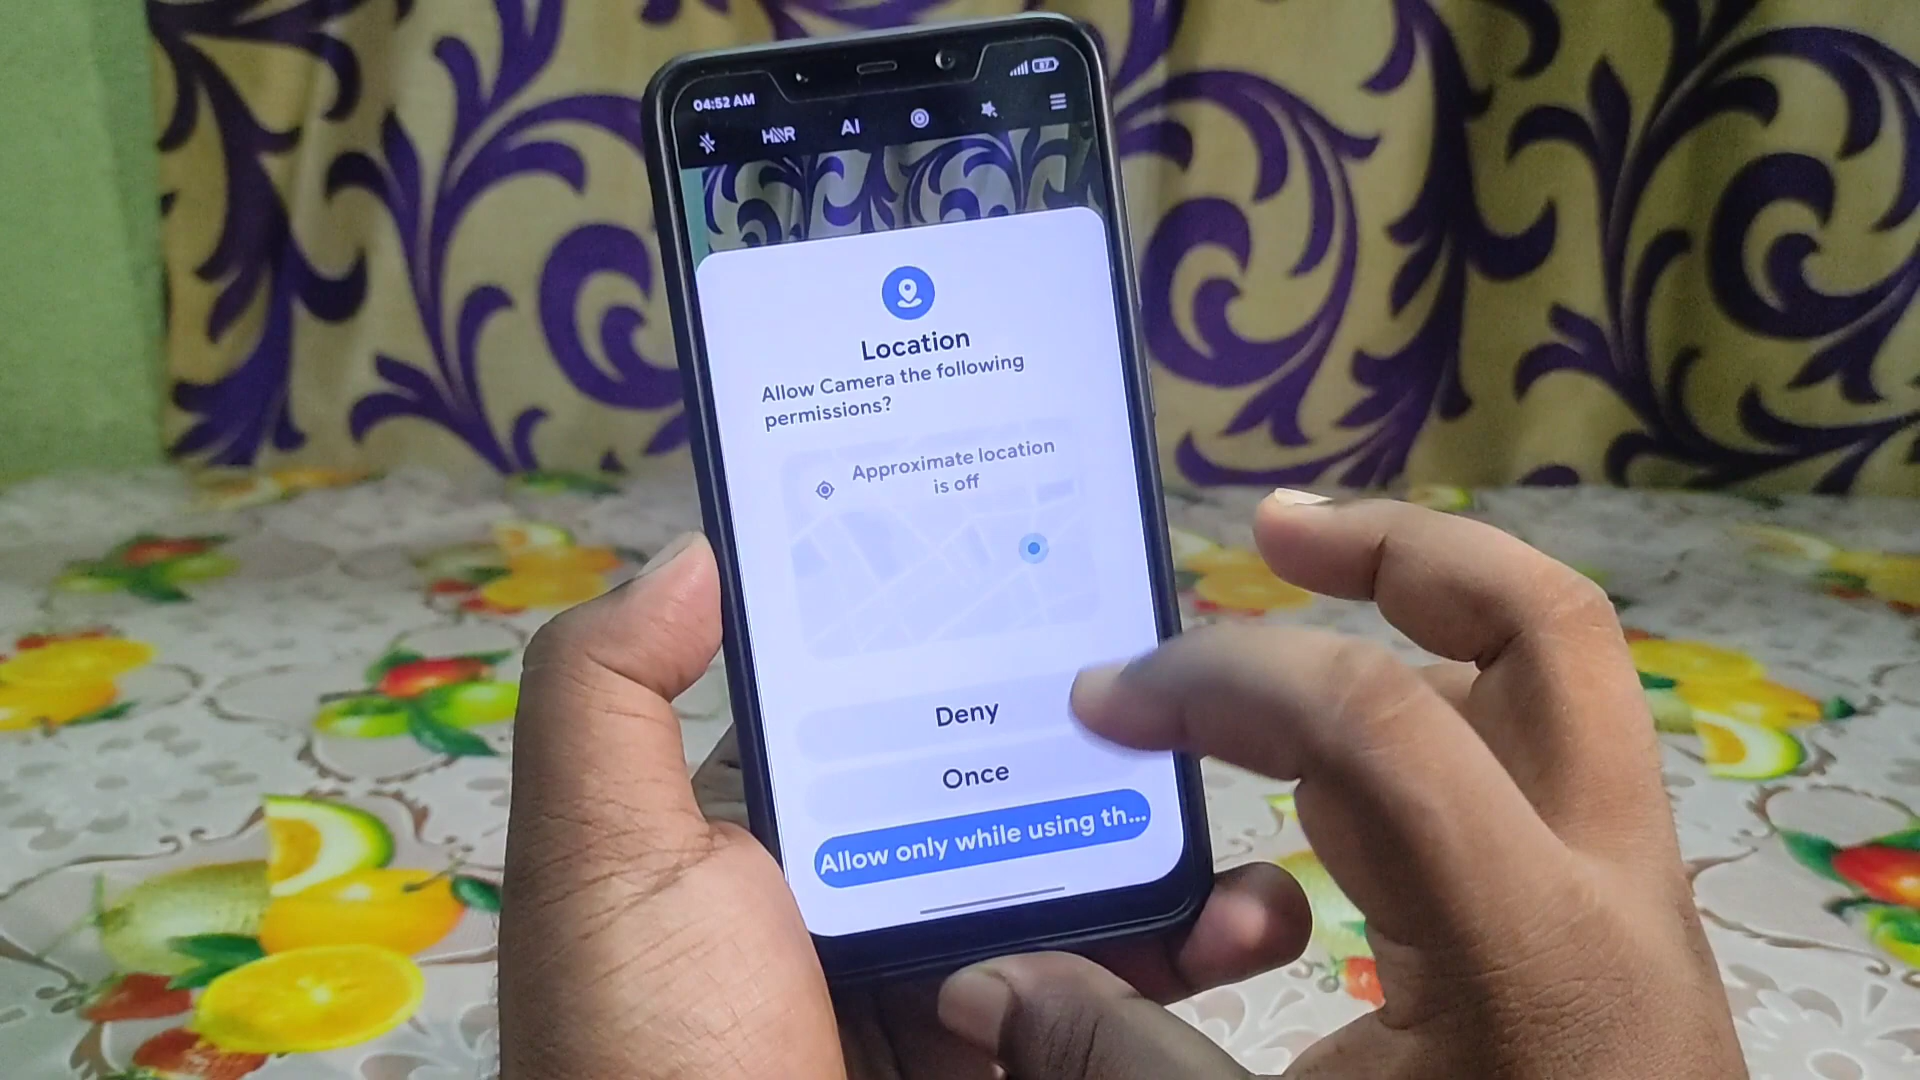 04:52 AM
87
HDR
AI
Location
Allow Camera the following
permissions?
Approximate location
is off
Deny
Once
Allow only while using th...